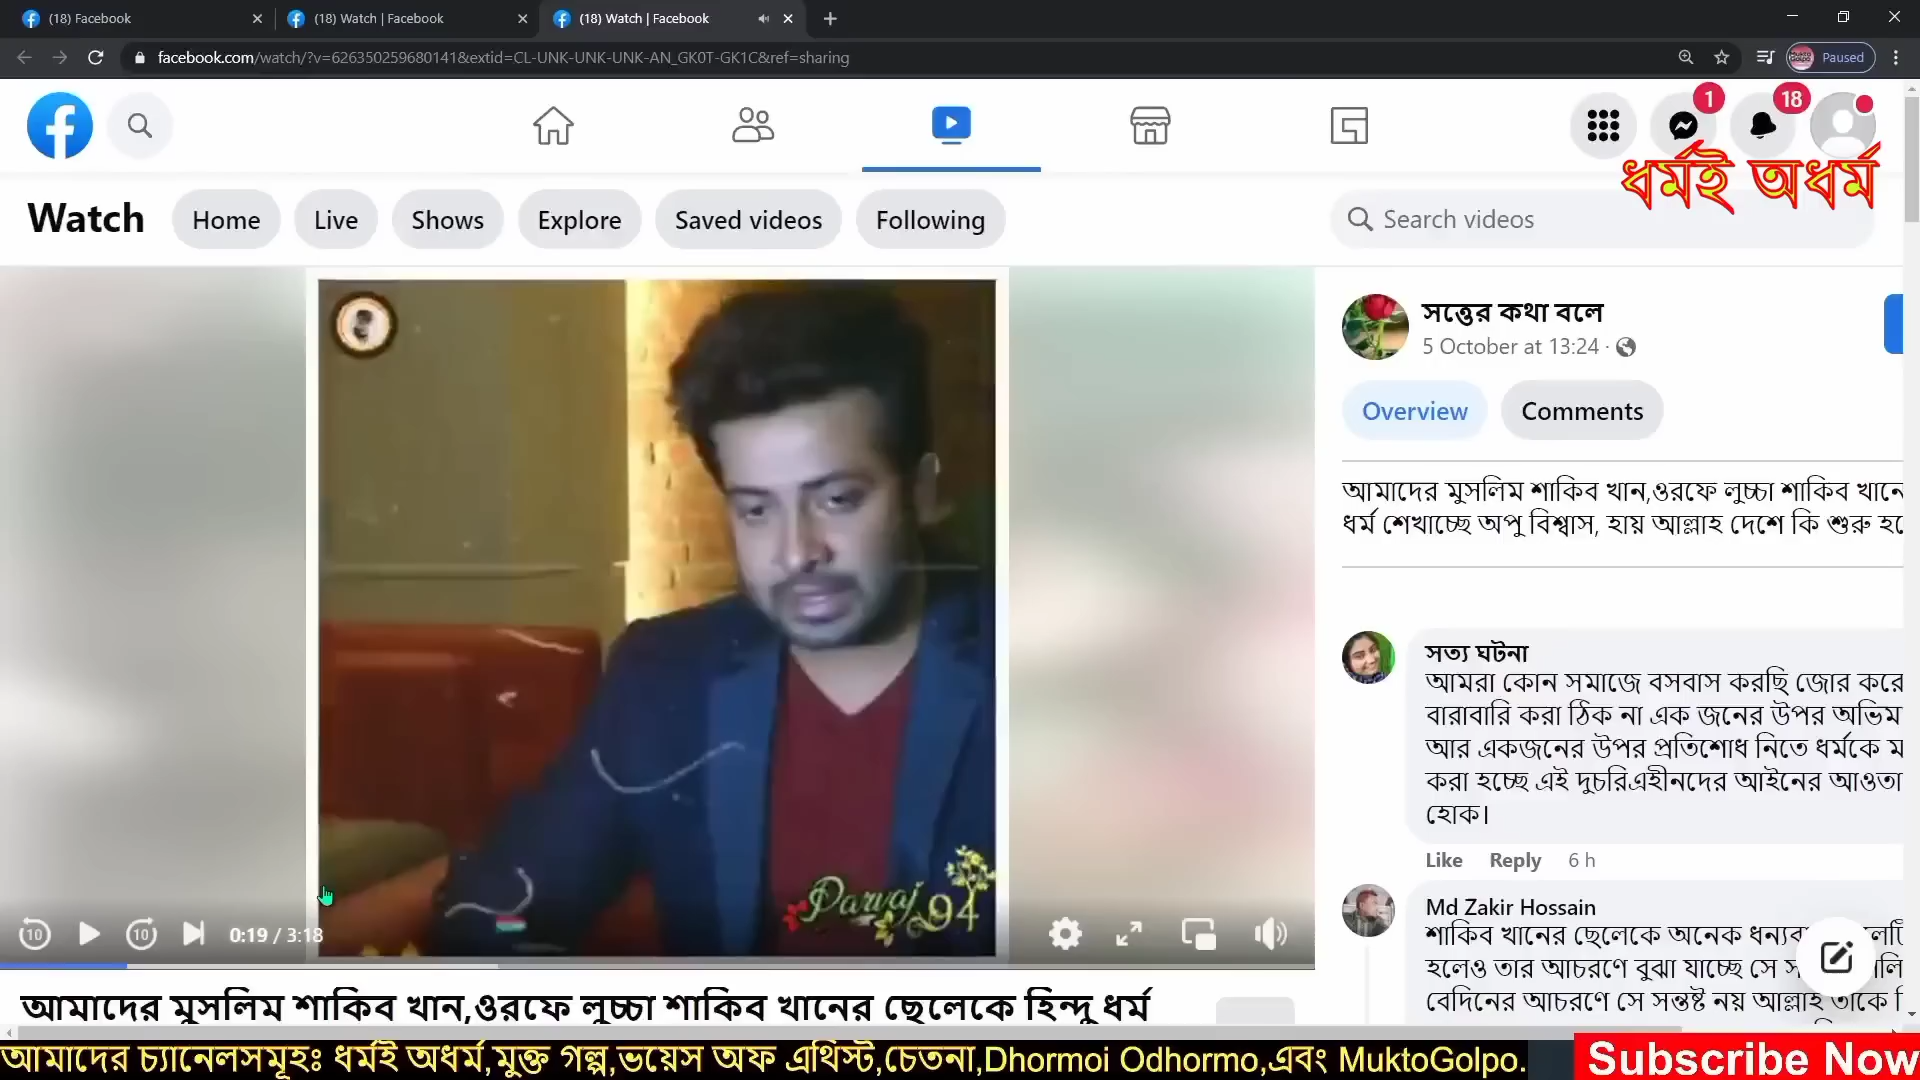 (18) Facebook
(18) Watch | Facebook
(18) Watch | Facebook
facebook.com/watch/?v=626350259680141&extid=CL-UNK-UNK-UNK-AN_GK0T-GK1C&ref=sharing
Paused
1
18
ধর্মই অধর্ম
Watch
Home
Live
Shows
Explore
Saved videos
Following
Search videos
সত্তের কথা বলে
5 October at 13:24 ·
Overview
Comments
আমাদের মুসলিম শাকিব খান,ওরফে লুচ্চা শাকিব খানে
ধর্ম শেখাচ্ছে অপু বিশ্বাস, হায় আল্লাহ দেশে কি শুরু
সত্য ঘটনা
আমরা কোন সমাজে বসবাস করছি জোর করে
বারাবারি করা ঠিক না এক জনের উপর
আর একজনের উপর প্রতিশোধ নিতে ধর্মকে
করা হচ্ছে এই দুচরিএহীনদের আইনের
হোক।
Like
Reply
6 h
Md Zakir Hossain
শাকিব খানের ছেলেকে অনেক
হলেও তার আচরণে বুঝা যাচ্ছে সে
বেদিনের আচরণে সে সন্তষ্ট নয় আল্লাহ তাকে
Parvaj 94
10
10
0:19 / 3:18
আমাদের মুসলিম শাকিব খান,ওরফে লুচ্চা শাকিব খানের ছেলেকে হিন্দু ধর্ম
আমাদের চ্যানেলসমূহঃ ধর্মই অধর্ম,মুক্ত গল্প,ভয়েস অফ এথিস্ট,চেতনা,Dhormoi Odhormo,এবং MuktoGolpo.
Subscribe Now